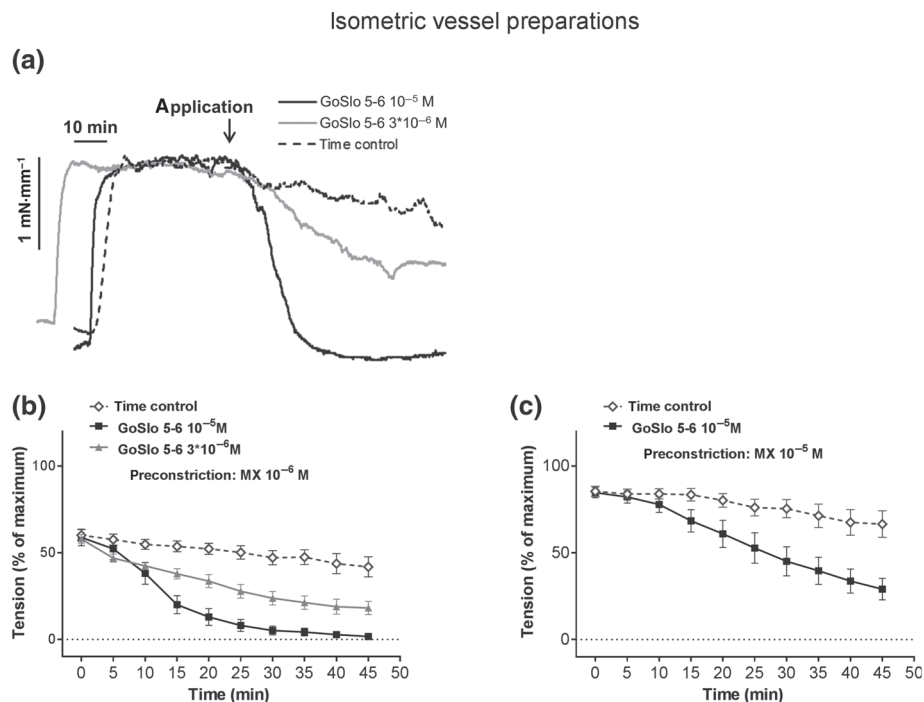 Isometric vessel preparations
(a)
Application
10 min
GoSlo 5-6 10⁻⁵ M
GoSlo 5-6 3*10⁻⁶ M
Time control
1 mN·mm⁻¹
(b)
Time control
GoSlo 5-6 10⁻⁵M
GoSlo 5-6 3*10⁻⁶M
Preconstriction: MX 10⁻⁶ M
Tension (% of maximum)
100
50
0
0 5 10 15 20 25 30 35 40 45 50
Time (min)
(c)
Time control
GoSlo 5-6 10⁻⁵M
Preconstriction: MX 10⁻⁵ M
Tension (% of maximum)
100
50
0
0 5 10 15 20 25 30 35 40 45 50
Time (min)